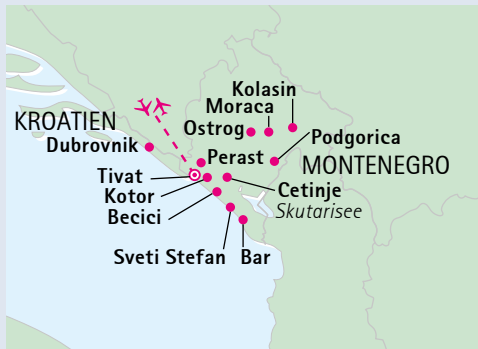 Kolasin
Moraca
Ostrog
KROATIEN
Dubrovnik
Podgorica
Perast
MONTENEGRO
Tivat
Cetinje
Kotor
Skutarisee
Becici
Sveti Stefan
Bar